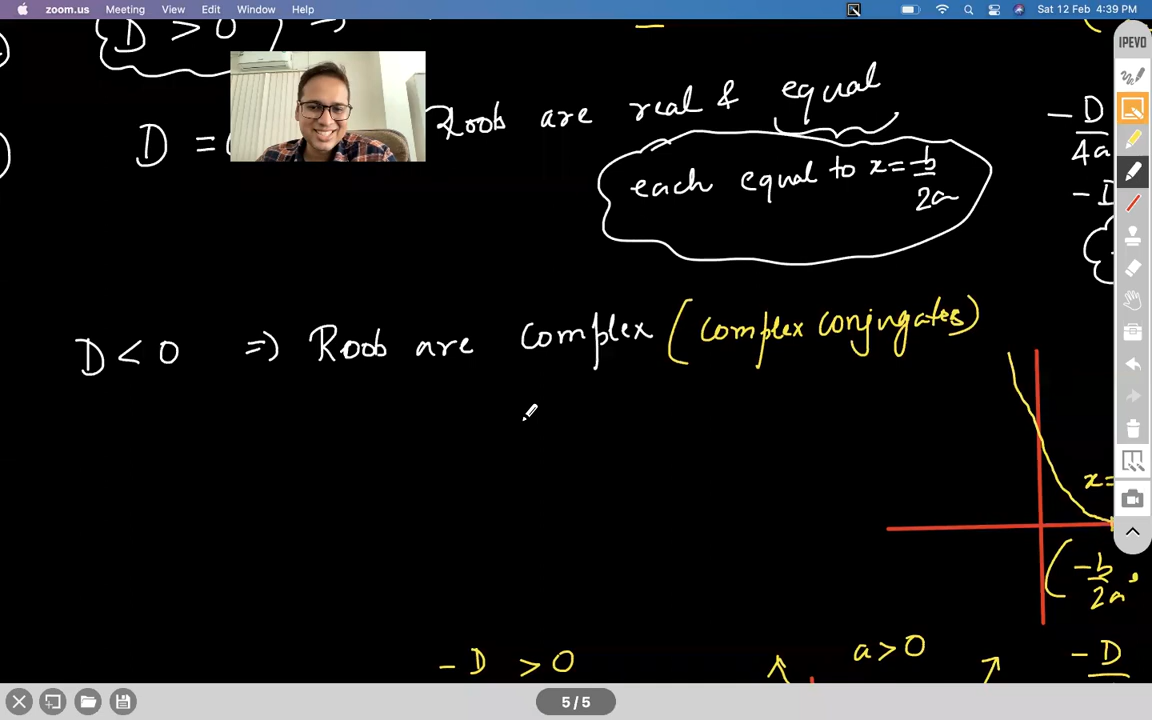 zoom.us Meeting View Edit Window Help Sat 12 Feb 4:39 PM
D > 0 ⇒
IPEVO
D = Roots are real & equal
each equal to x = -b/2a
-D/4a
D < 0 ⇒ Roots are complex (complex conjugates)
x=
(-b/2a,
-D > 0
a > 0
-D
5 / 5